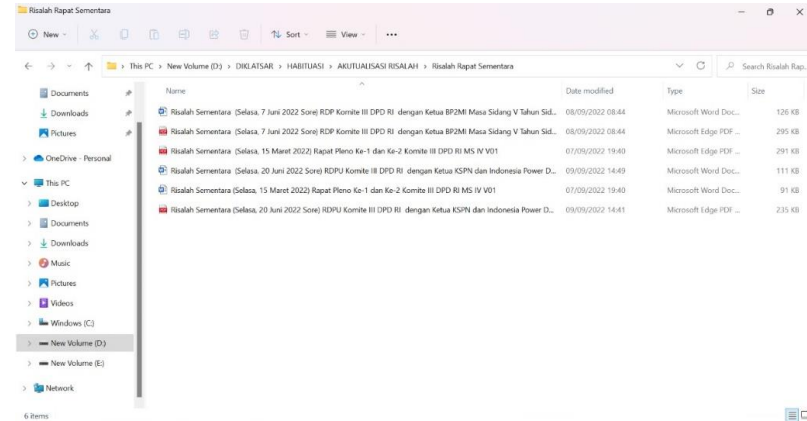 Risalah Rapat Sementara
New
Sort
View
This PC > New Volume (D:) > DIKLATSAR > HABITUASI > AKUTUALISASI RISALAH > Risalah Rapat Sementara
Search Risalah Rap...
Name Date modified Type Size
Risalah Sementara (Selasa, 7 Juni 2022 Sore) RDP Komite III DPD RI dengan Ketua BP2MI Masa Sidang V Tahun Sid... 08/09/2022 08:44 Microsoft Word Doc... 126 KB
Risalah Sementara (Selasa, 7 Juni 2022 Sore) RDP Komite III DPD RI dengan Ketua BP2MI Masa Sidang V Tahun Sid... 08/09/2022 08:44 Microsoft Edge PDF ... 295 KB
Risalah Sementara (Selasa, 15 Maret 2022) Rapat Pleno Ke-1 dan Ke-2 Komite III DPD RI MS IV V01 07/09/2022 19:40 Microsoft Edge PDF ... 291 KB
Risalah Sementara (Selasa, 20 Juni 2022 Sore) RDPU Komite III DPD RI dengan Ketua KSPN dan Indonesia Power D... 09/09/2022 14:49 Microsoft Word Doc... 111 KB
Risalah Sementara (Selasa, 15 Maret 2022) Rapat Pleno Ke-1 dan Ke-2 Komite III DPD RI MS IV V01 07/09/2022 19:40 Microsoft Word Doc... 91 KB
Risalah Sementara (Selasa, 20 Juni 2022 Sore) RDPU Komite III DPD RI dengan Ketua KSPN dan Indonesia Power D... 09/09/2022 14:41 Microsoft Edge PDF ... 235 KB
Documents
Downloads
Pictures
OneDrive - Personal
This PC
Desktop
Documents
Downloads
Music
Pictures
Videos
Windows (C:)
New Volume (D:)
New Volume (E:)
Network
6 items